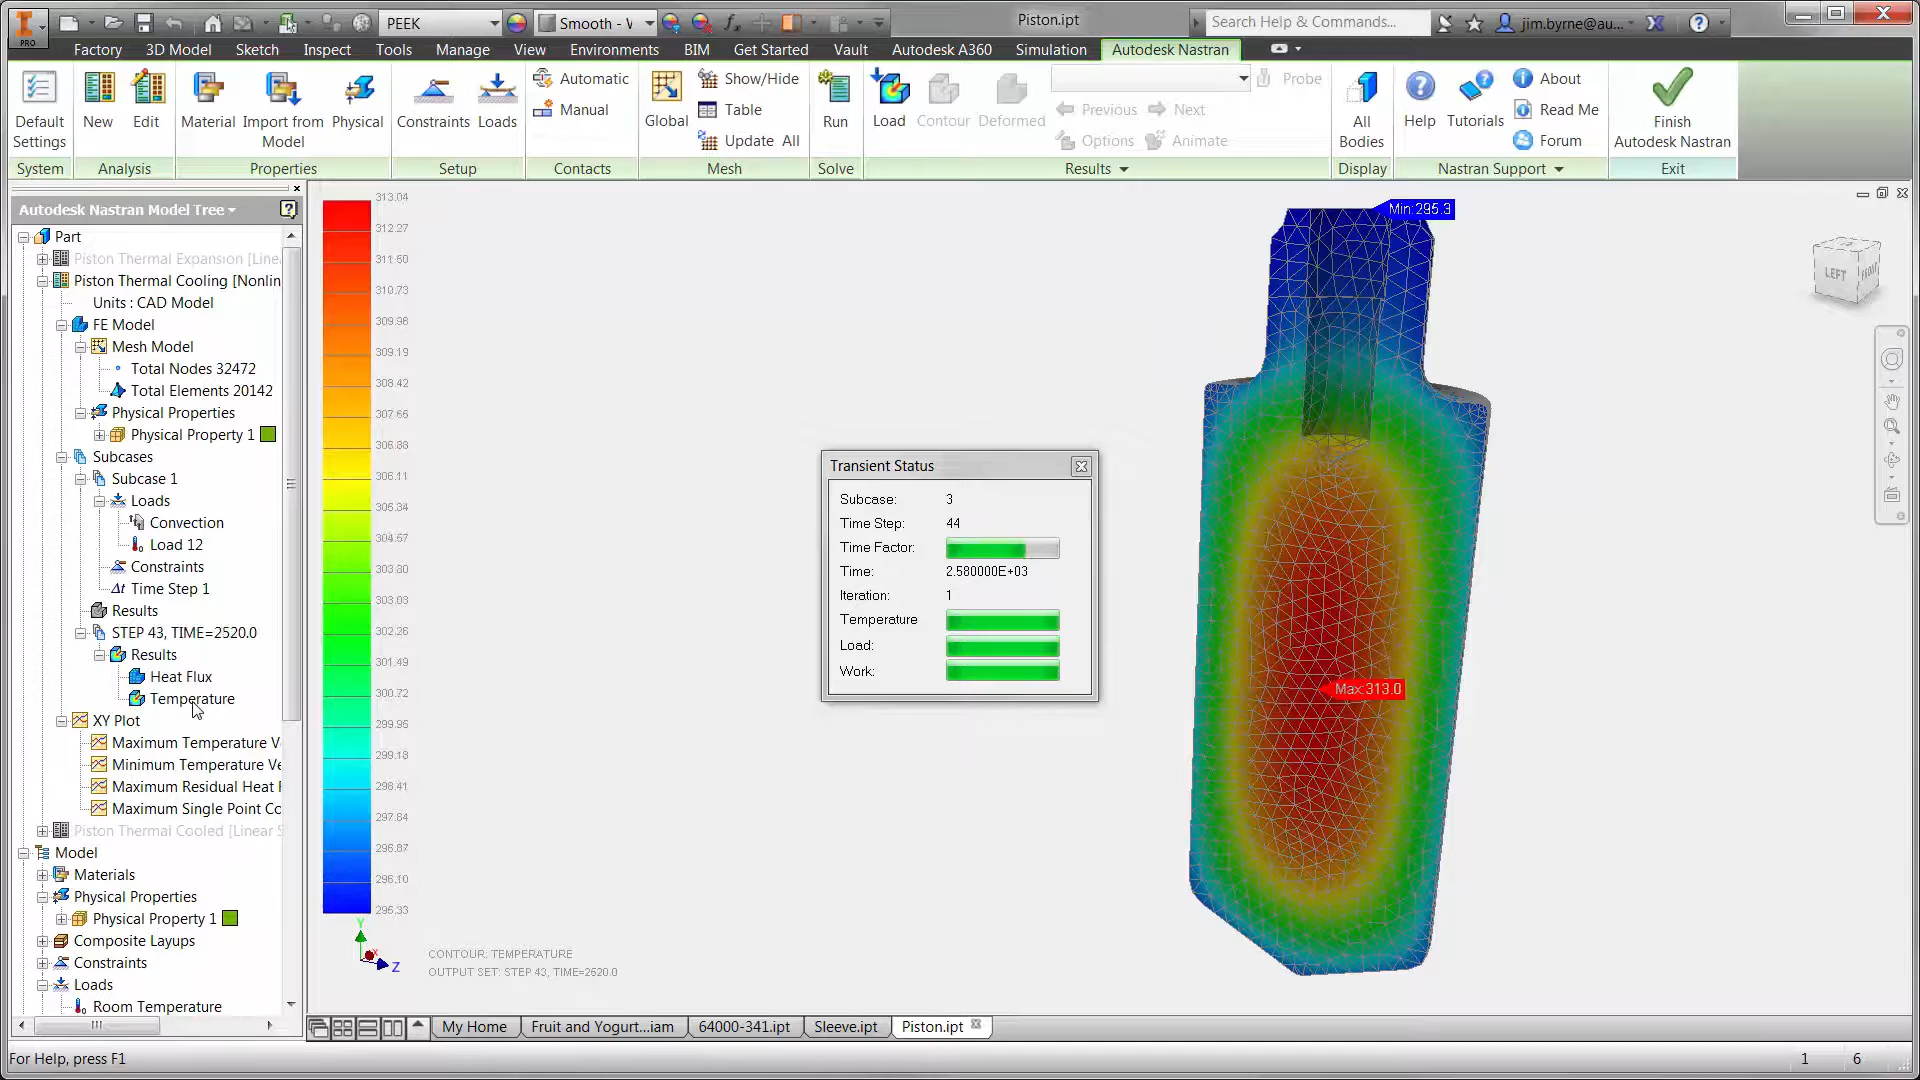 PRO
PEEK
Smooth - W
Piston.ipt
Search Help & Commands...
jim.byrne@au...
Factory 3D Model Sketch Inspect Tools Manage View Environments BIM Get Started Vault Autodesk A360 Simulation Autodesk Nastran
Default Settings
New
Edit
Material
Import from Model
Physical
Constraints
Loads
Automatic
Manual
Global
Show/Hide
Table
Update All
Run
Load
Contour
Deformed
Probe
Previous Next
Options Animate
All Bodies
Help
Tutorials
About
Read Me
Forum
Finish Autodesk Nastran
System Analysis Properties Setup Contacts Mesh Solve Results Display Nastran Support Exit
Autodesk Nastran Model Tree
Part
Piston Thermal Expansion [Line
Piston Thermal Cooling [Nonlin
Units : CAD Model
FE Model
Mesh Model
Total Nodes 32472
Total Elements 20142
Physical Properties
Physical Property 1
Subcases
Subcase 1
Loads
Convection
Load 12
Constraints
Δt Time Step 1
Results
STEP 43, TIME=2520.0
Results
Heat Flux
Temperature
XY Plot
Maximum Temperature V
Minimum Temperature Ve
Maximum Residual Heat
Maximum Single Point Co
Piston Thermal Cooled [Linear S
Model
Materials
Physical Properties
Physical Property 1
Composite Layups
Constraints
Loads
Room Temperature
313.04
312.27
311.50
310.73
309.96
309.19
308.42
307.66
306.88
306.11
305.34
304.57
303.80
303.03
302.26
301.49
300.72
299.95
299.18
298.41
297.64
296.87
296.10
295.33
Y
Z
CONTOUR: TEMPERATURE
OUTPUT SET: STEP 43, TIME=2520.0
Transient Status
Subcase: 3
Time Step: 44
Time Factor:
Time: 2.580000E+03
Iteration: 1
Temperature
Load:
Work:
Min:295.3
Max:313.0
LEFT
FRONT
My Home
Fruit and Yogurt...iam
64000-341.ipt
Sleeve.ipt
Piston.ipt
For Help, press F1
1 6